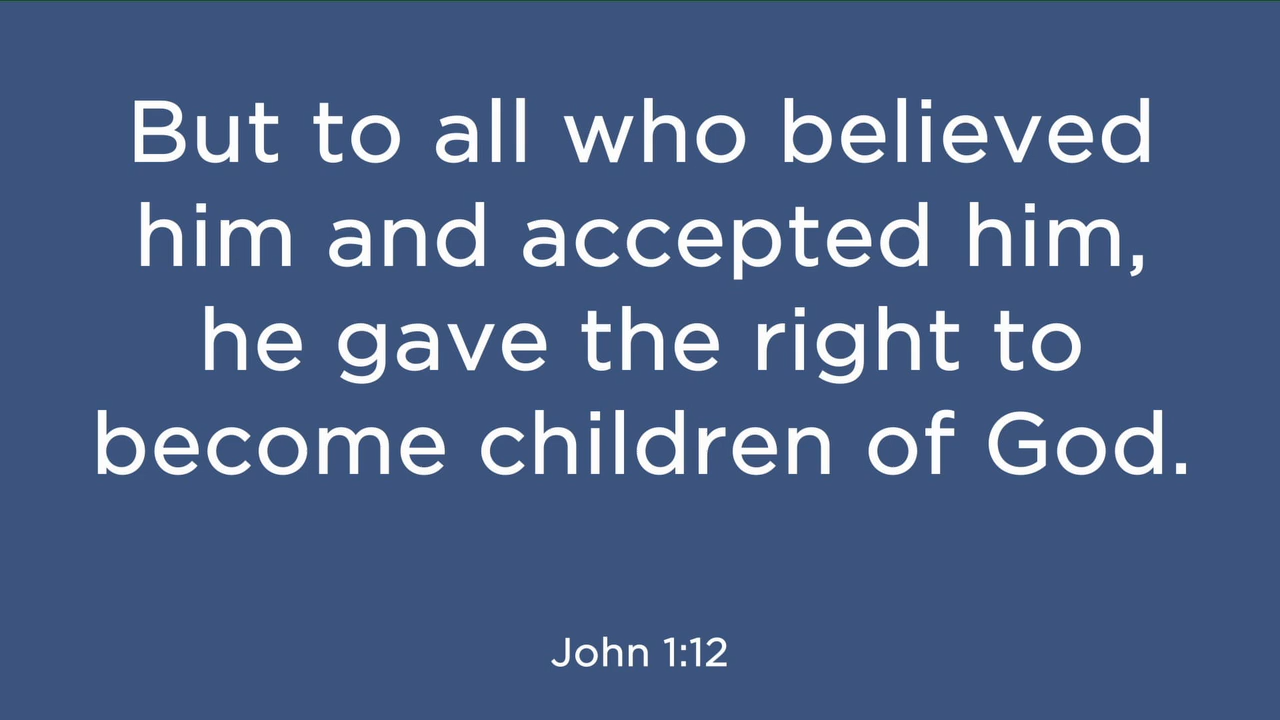 But to all who believed
him and accepted him,
he gave the right to
become children of God.
John 1:12